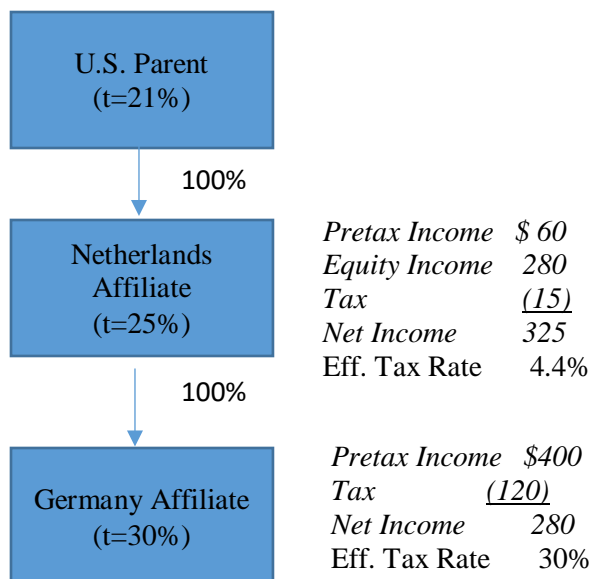 U.S. Parent
(t=21%)
100%
Netherlands
Affiliate
(t=25%)
Pretax Income $ 60
Equity Income 280
Tax (15)
Net Income 325
Eff. Tax Rate 4.4%
100%
Germany Affiliate
(t=30%)
Pretax Income $400
Tax (120)
Net Income 280
Eff. Tax Rate 30%